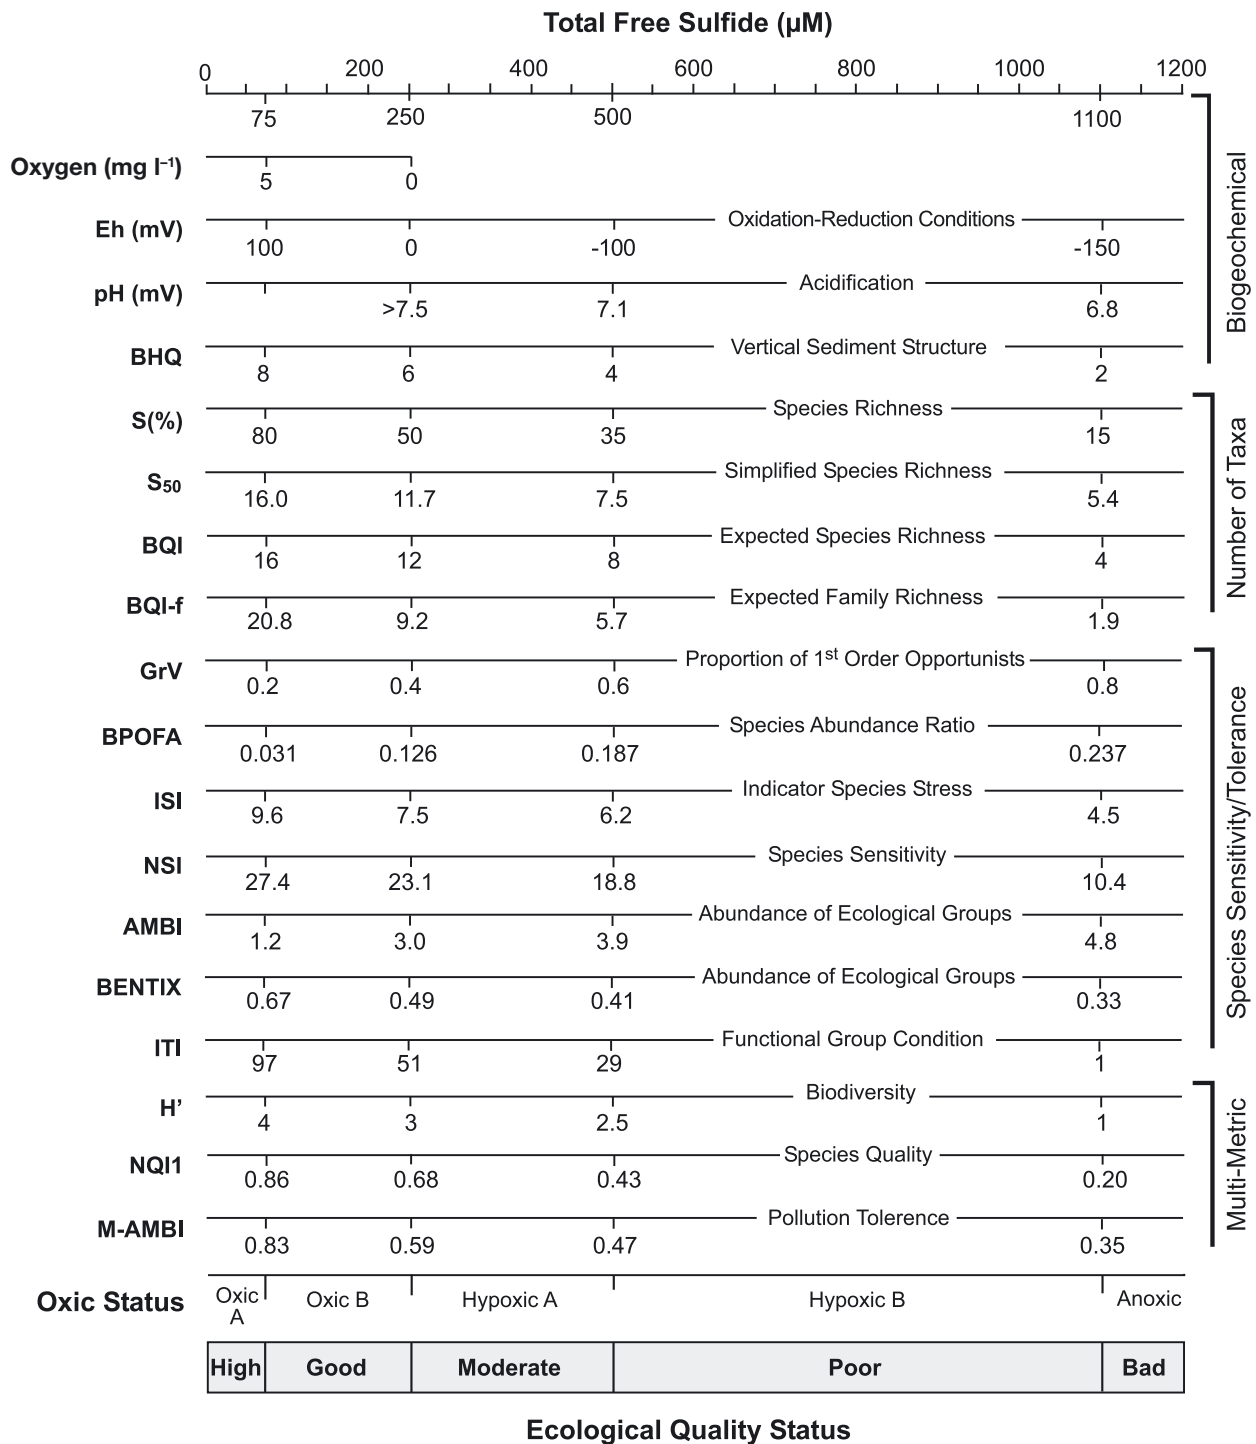 Total Free Sulfide (µM)
0 200 400 600 800 1000 1200
75 250 500 1100
Oxygen (mg l⁻¹)
5 0
Eh (mV) Oxidation-Reduction Conditions
100 0 -100 -150
pH (mV) Acidification
>7.5 7.1 6.8
BHQ Vertical Sediment Structure
8 6 4 2
Biogeochemical
S(%) Species Richness
80 50 35 15
S₅₀ Simplified Species Richness
16.0 11.7 7.5 5.4
BQI Expected Species Richness
16 12 8 4
BQI-f Expected Family Richness
20.8 9.2 5.7 1.9
Number of Taxa
GrV Proportion of 1ˢᵗ Order Opportunists
0.2 0.4 0.6 0.8
BPOFA Species Abundance Ratio
0.031 0.126 0.187 0.237
ISI Indicator Species Stress
9.6 7.5 6.2 4.5
NSI Species Sensitivity
27.4 23.1 18.8 10.4
AMBI Abundance of Ecological Groups
1.2 3.0 3.9 4.8
BENTIX Abundance of Ecological Groups
0.67 0.49 0.41 0.33
ITI Functional Group Condition
97 51 29 1
Species Sensitivity/Tolerance
H’ Biodiversity
4 3 2.5 1
NQI1 Species Quality
0.86 0.68 0.43 0.20
M-AMBI Pollution Tolerence
0.83 0.59 0.47 0.35
Multi-Metric
Oxic Status
Oxic
A
Oxic B Hypoxic A Hypoxic B Anoxic
High Good Moderate Poor Bad
Ecological Quality Status